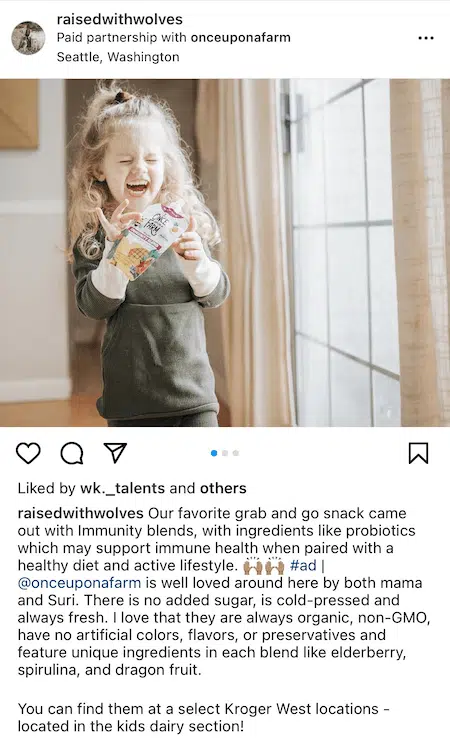 raisedwithwolves
Paid partnership with onceuponafarm
Seattle, Washington
ONCE
FARM
Liked by wk._talents and others
raisedwithwolves Our favorite grab and go snack came
out with Immunity blends, with ingredients like probiotics
which may support immune health when paired with a
healthy diet and active lifestyle. 🙌🏽🙌🏽 #ad |
@onceuponafarm is well loved around here by both mama
and Suri. There is no added sugar, is cold-pressed and
always fresh. I love that they are always organic, non-GMO,
have no artificial colors, flavors, or preservatives and
feature unique ingredients in each blend like elderberry,
spirulina, and dragon fruit.
You can find them at a select Kroger West locations -
located in the kids dairy section!